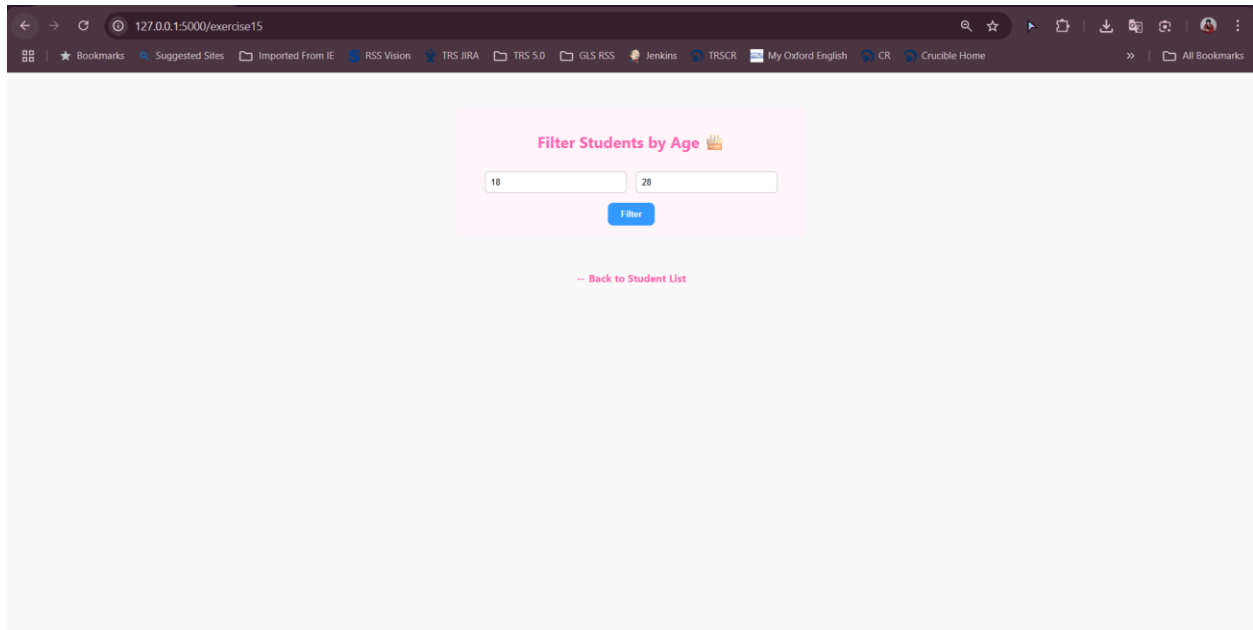 127.0.0.1:5000/exercise15
Bookmarks Suggested Sites Imported From IE RSS Vision TRS JIRA TRS 5.0 GLS RSS Jenkins TRSCR My Oxford English CR Crucible Home » All Bookmarks
Filter Students by Age 🎂
18 28
Filter
← Back to Student List